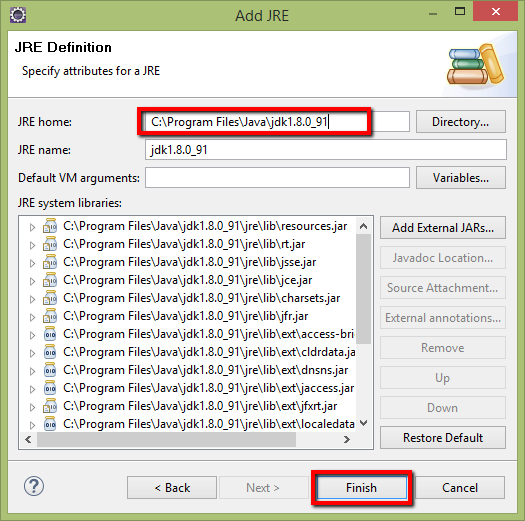 Add JRE
JRE Definition
Specify attributes for a JRE
JRE home:
C:\Program Files\Java\jdk1.8.0_91
Directory...
JRE name:
jdk1.8.0_91
Default VM arguments:
Variables...
JRE system libraries:
C:\Program Files\Java\jdk1.8.0_91\jre\lib\resources.jar
C:\Program Files\Java\jdk1.8.0_91\jre\lib\rt.jar
C:\Program Files\Java\jdk1.8.0_91\jre\lib\jsse.jar
C:\Program Files\Java\jdk1.8.0_91\jre\lib\jce.jar
C:\Program Files\Java\jdk1.8.0_91\jre\lib\charsets.jar
C:\Program Files\Java\jdk1.8.0_91\jre\lib\jfr.jar
C:\Program Files\Java\jdk1.8.0_91\jre\lib\ext\access-bri
C:\Program Files\Java\jdk1.8.0_91\jre\lib\ext\cldrdata.ja
C:\Program Files\Java\jdk1.8.0_91\jre\lib\ext\dnsns.jar
C:\Program Files\Java\jdk1.8.0_91\jre\lib\ext\jaccess.jar
C:\Program Files\Java\jdk1.8.0_91\jre\lib\ext\jfxrt.jar
C:\Program Files\Java\jdk1.8.0_91\jre\lib\ext\localedata
Add External JARs...
Javadoc Location...
Source Attachment...
External annotations...
Remove
Up
Down
Restore Default
?
< Back
Next >
Finish
Cancel